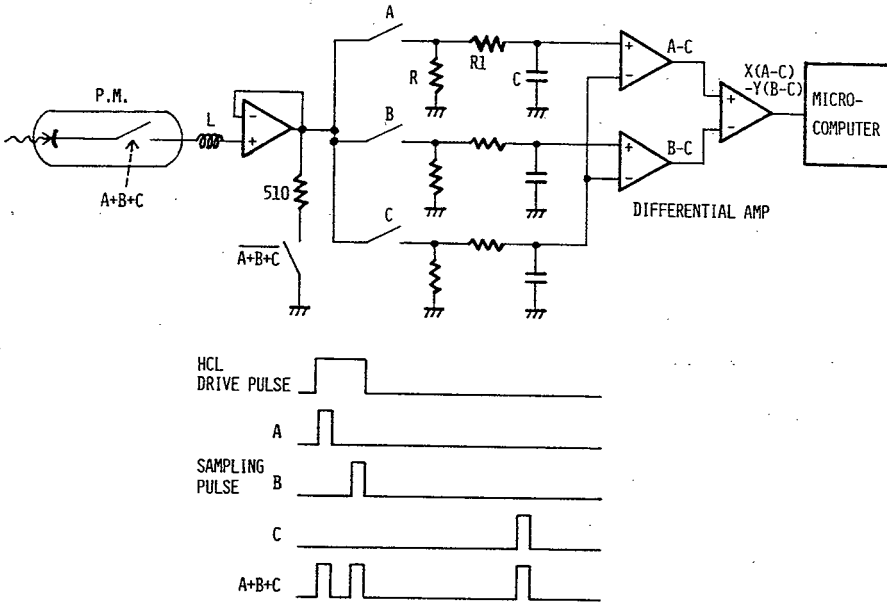 A
R
R1
C
A-C
X(A-C)
-Y(B-C)
MICRO-
COMPUTER
P.M.
L
A+B+C
B
B-C
510
A+B+C
C
DIFFERENTIAL AMP
HCL
DRIVE PULSE
A
SAMPLING
PULSE
B
C
A+B+C